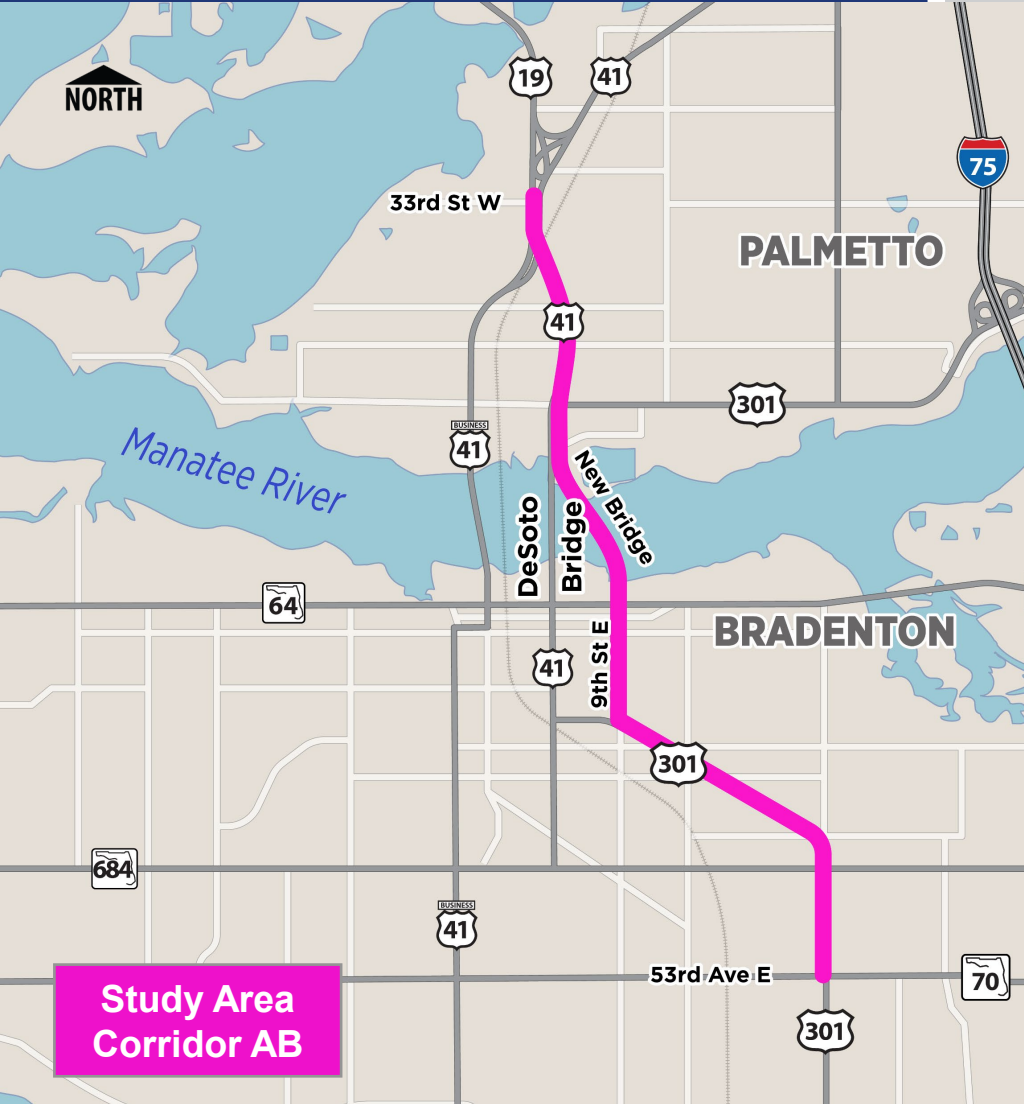 19
41
NORTH
75
33rd St W
PALMETTO
41
301
BUSINESS
41
Manatee River
New Bridge
DeSoto
Bridge
64
BRADENTON
9th St E
41
301
684
BUSINESS
41
53rd Ave E
70
Study Area
Corridor AB
301